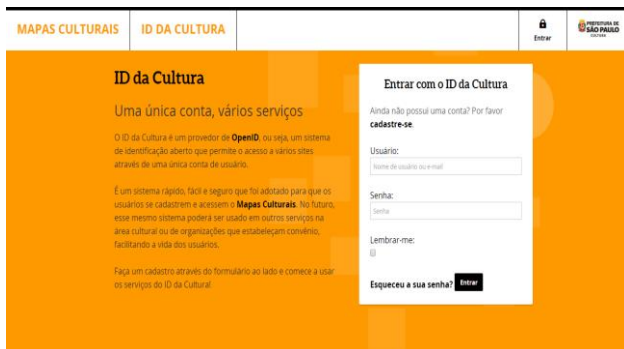 MAPAS CULTURAIS
ID DA CULTURA
Entrar
PREFEITURA DE
SÃO PAULO
CULTURA
ID da Cultura
Uma única conta, vários serviços
O ID da Cultura é um provedor de OpenID, ou seja, um sistema
de identificação aberto que permite o acesso a vários sites
através de uma única conta de usuário.
É um sistema rápido, fácil e seguro que foi adotado para que os
usuários se cadastrem e acessem o Mapas Culturais. No futuro,
esse mesmo sistema poderá ser usado em outros serviços na
área cultural ou de organizações que estabeleçam convênio,
facilitando a vida dos usuários.
Faça um cadastro através do formulário ao lado e comece a usar
os serviços do ID da Cultural
Entrar com o ID da Cultura
Ainda não possui uma conta? Por favor
cadastre-se.
Usuário:
Nome de usuário ou e-mail
Senha:
Senha
Lembrar-me:
Esqueceu a sua senha? Entrar